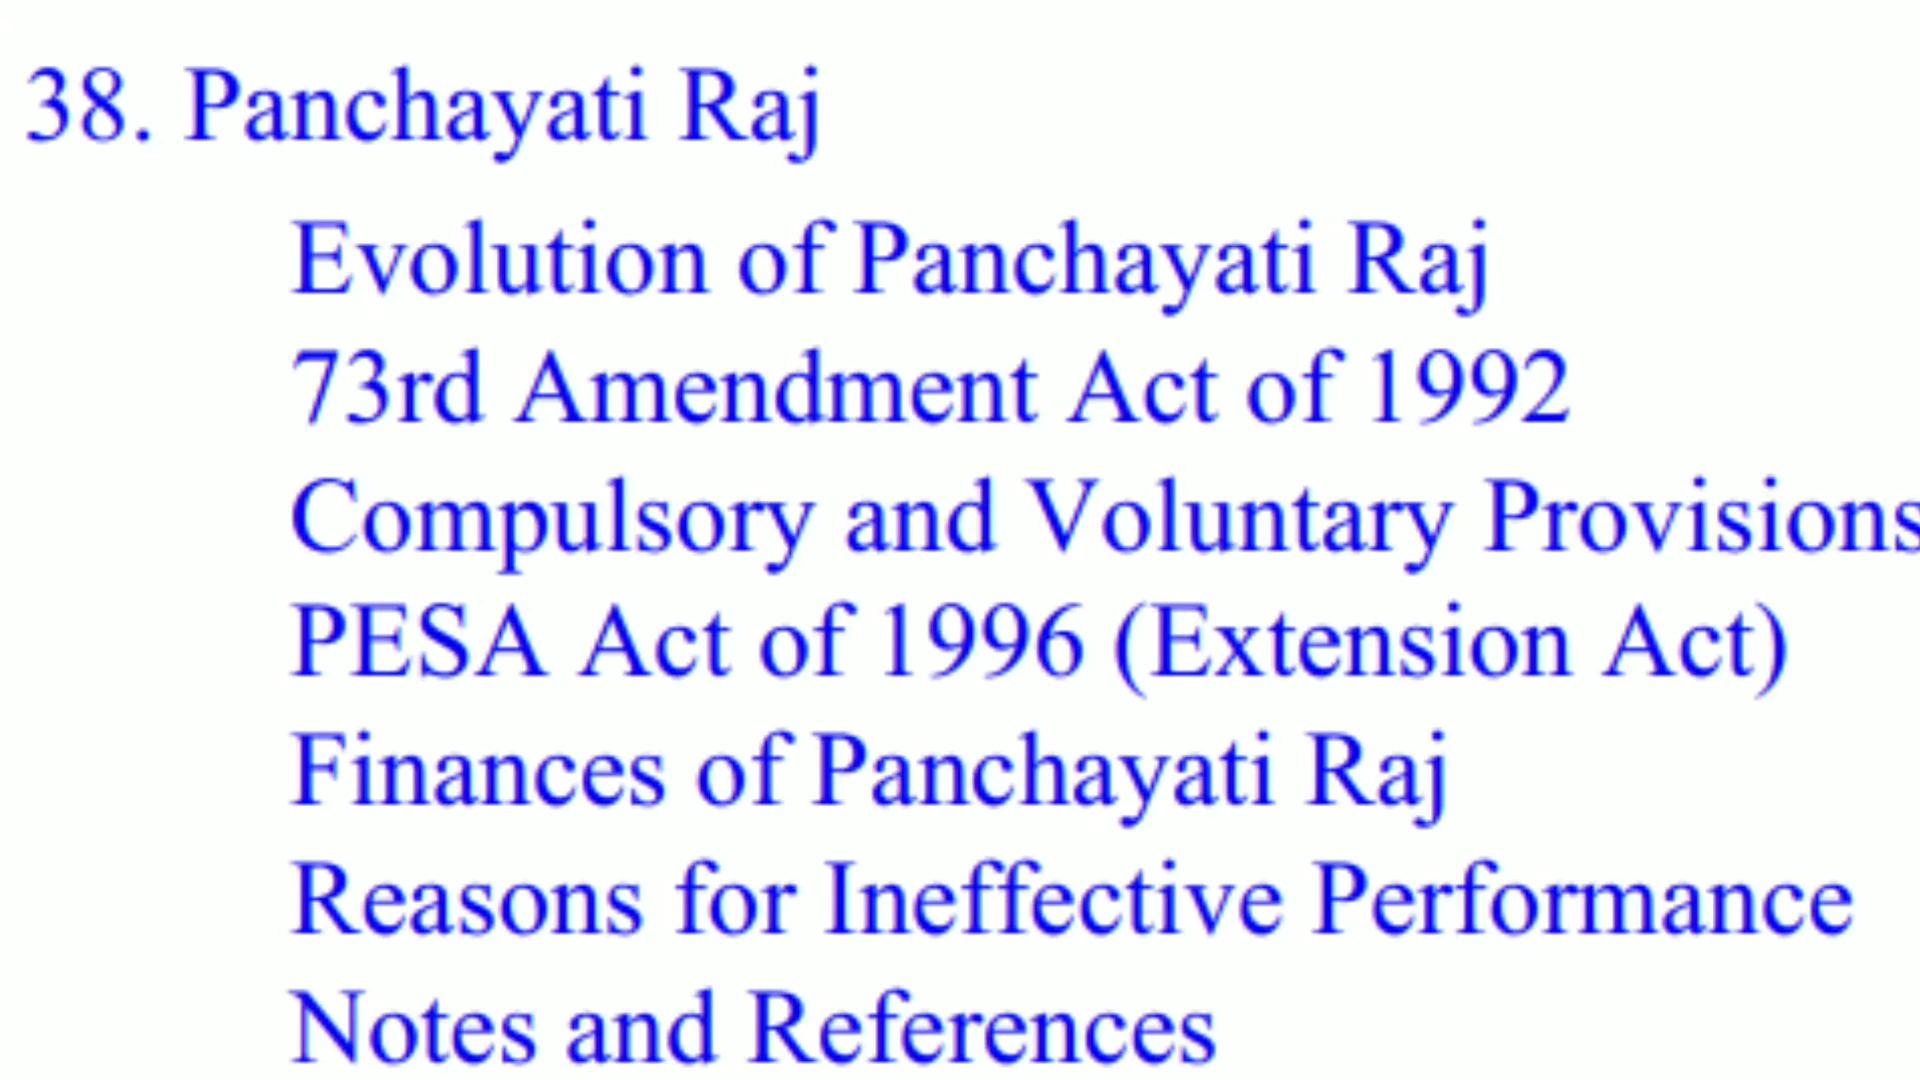 38. Panchayati Raj
Evolution of Panchayati Raj
73rd Amendment Act of 1992
Compulsory and Voluntary Provisions
PESA Act of 1996 (Extension Act)
Finances of Panchayati Raj
Reasons for Ineffective Performance
Notes and References